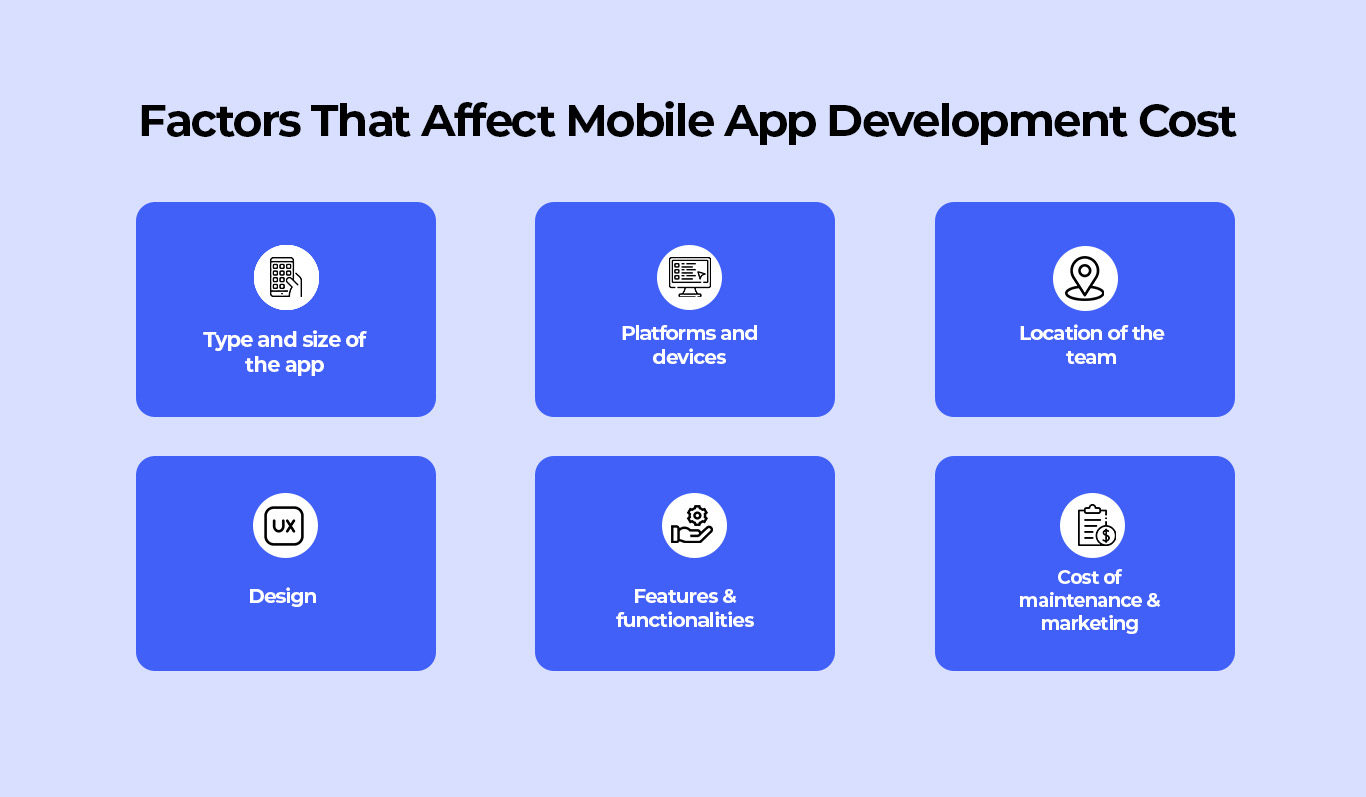 Factors That Affect Mobile App Development Cost
Type and size of
the app
Platforms and
devices
Location of the
team
UX
Design
Features &
functionalities
$
Cost of
maintenance &
marketing